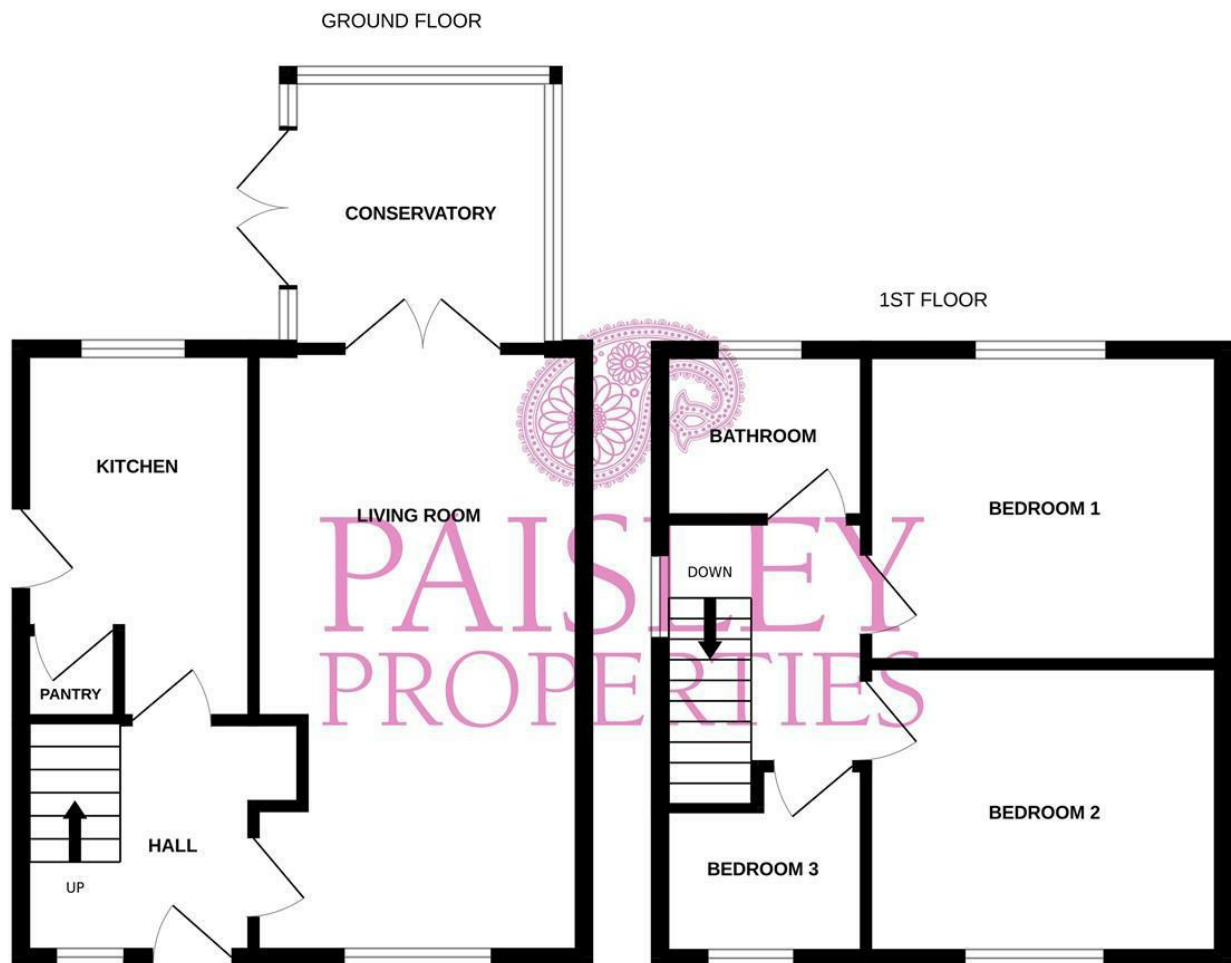 GROUND FLOOR
CONSERVATORY
KITCHEN
LIVING ROOM
PANTRY
HALL
UP
1ST FLOOR
BATHROOM
BEDROOM 1
DOWN
BEDROOM 2
BEDROOM 3
PAISLEY
PROPERTIES